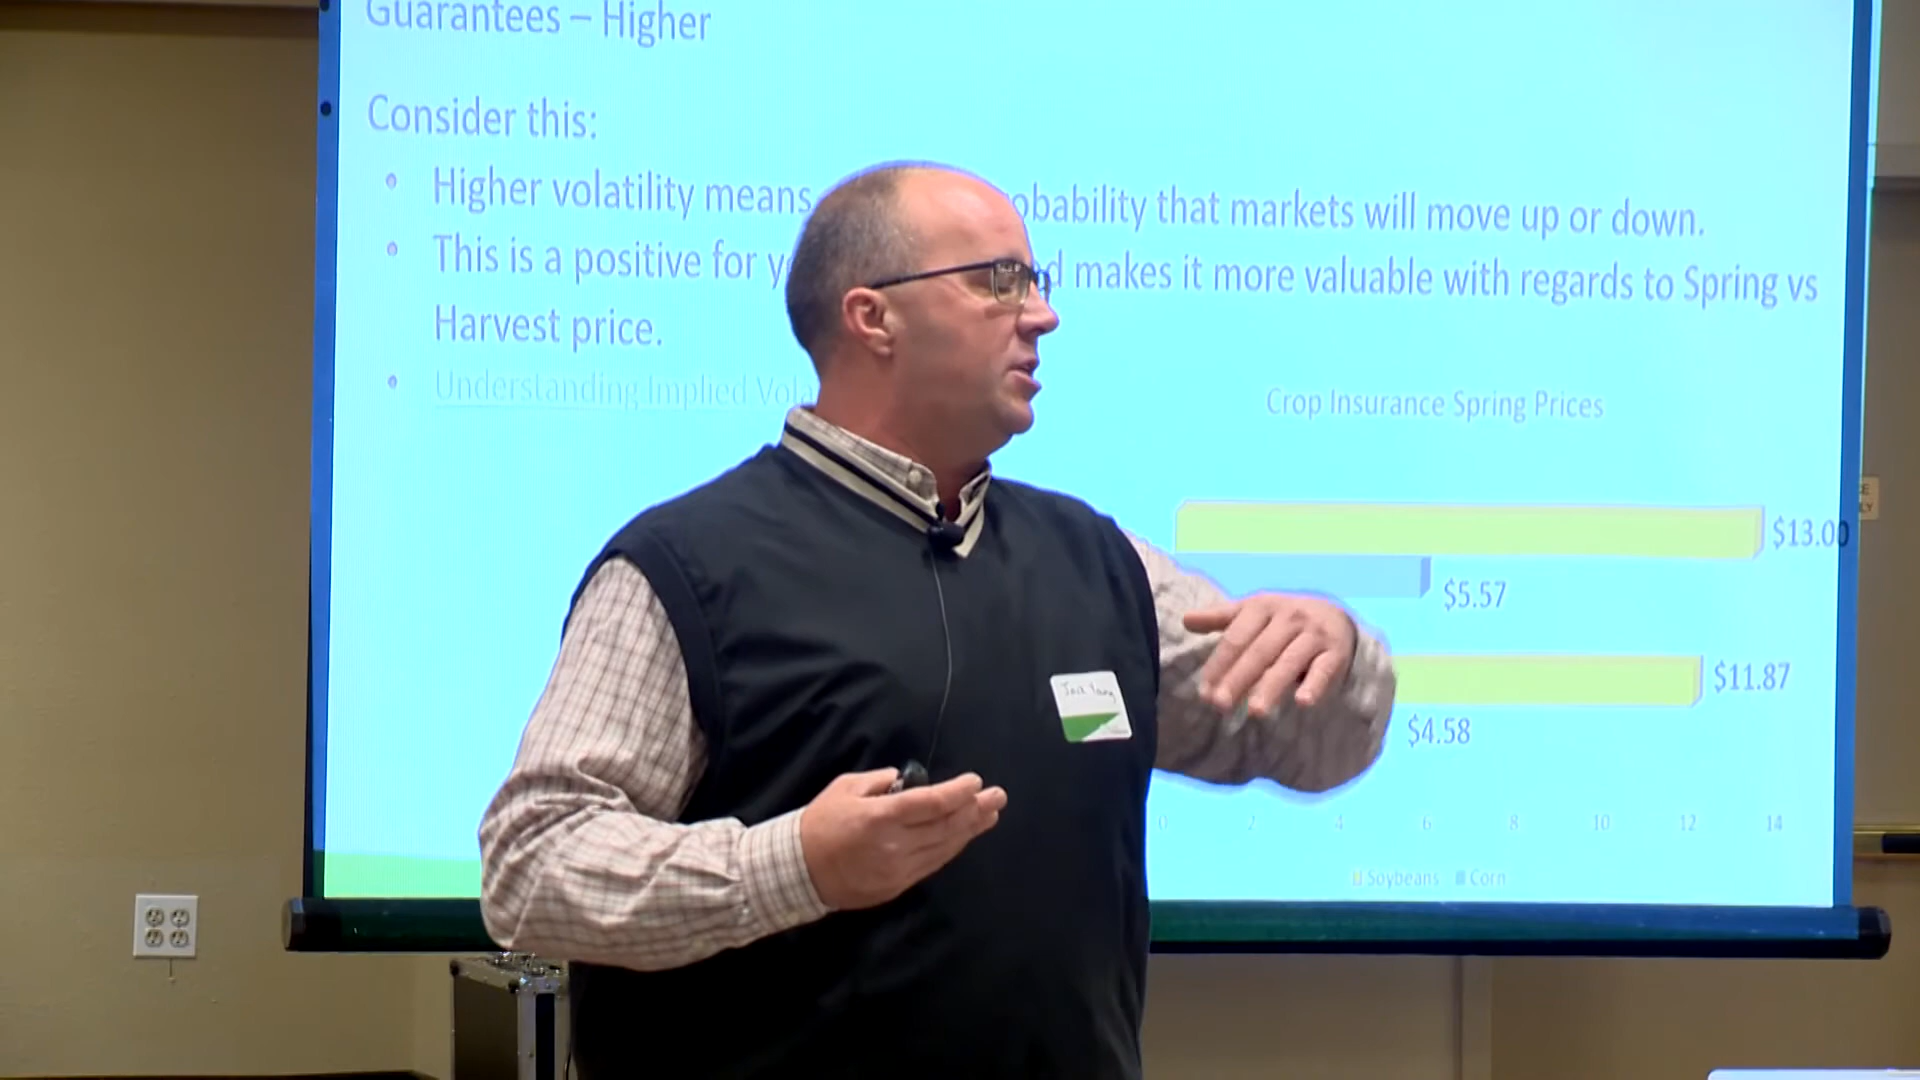 Guarantees – Higher
Consider this:
Higher volatility means obability that markets will move up or down.
This is a positive for y d makes it more valuable with regards to Spring vs
Harvest price.
Understanding Implied Vola
Crop Insurance Spring Prices
$13.00
$5.57
$11.87
$4.58
0 2 4 6 8 10 12 14
Soybeans Corn